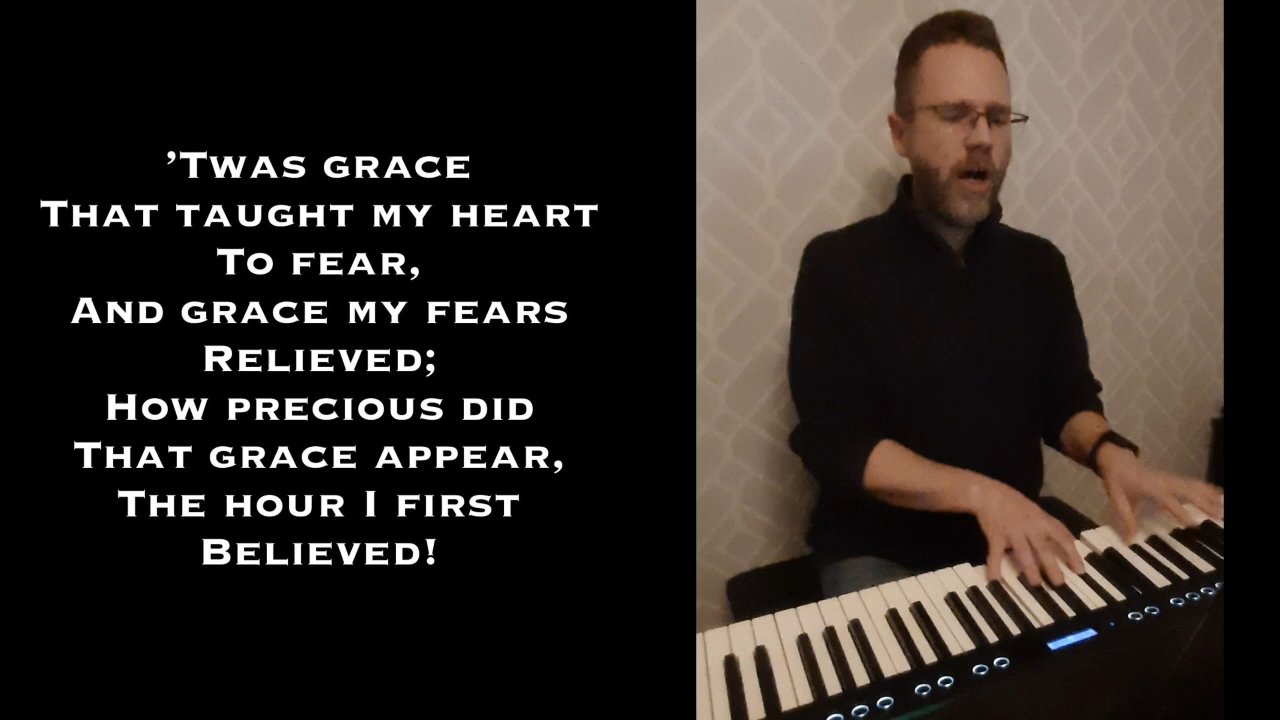 ’Twas grace
That taught my heart
To fear,
And grace my fears
Relieved;
How precious did
That grace appear,
The hour I first
Believed!